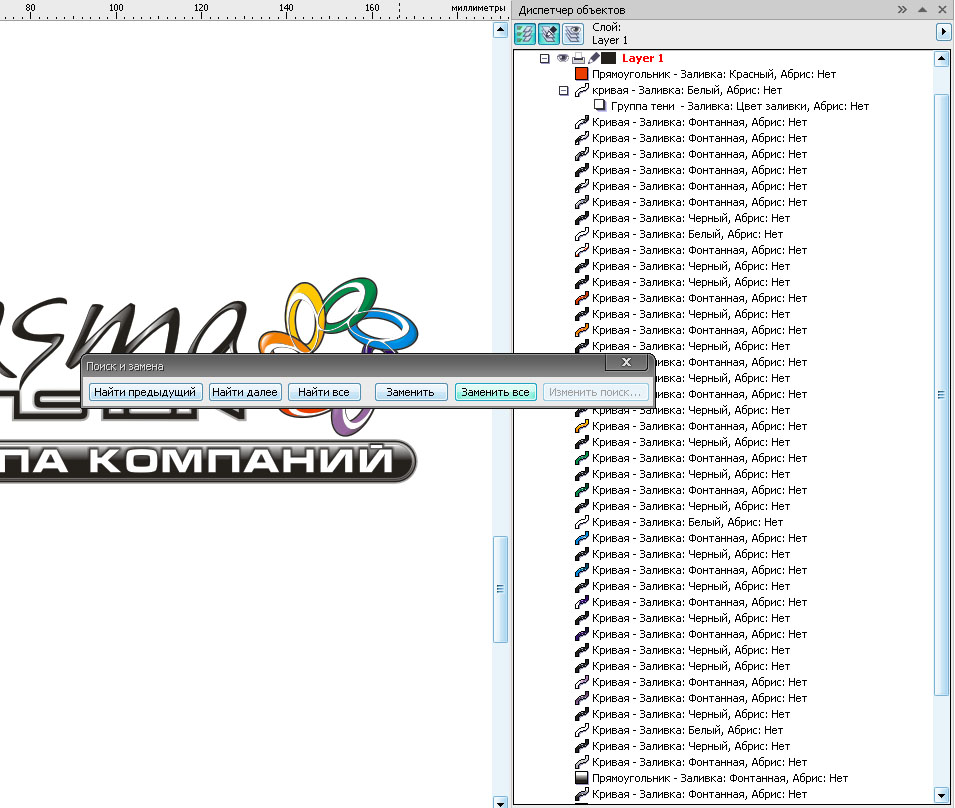 80 100 120 140 160 миллиметры
Диспетчер объектов
Слой:
Layer 1
Layer 1
Прямоугольник - Заливка: Красный, Абрис: Нет
кривая - Заливка: Белый, Абрис: Нет
Группа тени - Заливка: Цвет заливки, Абрис: Нет
Кривая - Заливка: Фонтанная, Абрис: Нет
Кривая - Заливка: Фонтанная, Абрис: Нет
Кривая - Заливка: Фонтанная, Абрис: Нет
Кривая - Заливка: Фонтанная, Абрис: Нет
Кривая - Заливка: Фонтанная, Абрис: Нет
Кривая - Заливка: Фонтанная, Абрис: Нет
Кривая - Заливка: Черный, Абрис: Нет
Кривая - Заливка: Белый, Абрис: Нет
Кривая - Заливка: Фонтанная, Абрис: Нет
Кривая - Заливка: Черный, Абрис: Нет
Кривая - Заливка: Черный, Абрис: Нет
Кривая - Заливка: Фонтанная, Абрис: Нет
Кривая - Заливка: Черный, Абрис: Нет
Кривая - Заливка: Фонтанная, Абрис: Нет
Кривая - Заливка: Черный, Абрис: Нет
Заливка: Фонтанная, Абрис: Нет
Заливка: Черный, Абрис: Нет
Заливка: Фонтанная, Абрис: Нет
Кривая - Заливка: Черный, Абрис: Нет
Кривая - Заливка: Фонтанная, Абрис: Нет
Кривая - Заливка: Черный, Абрис: Нет
Кривая - Заливка: Фонтанная, Абрис: Нет
Кривая - Заливка: Черный, Абрис: Нет
Кривая - Заливка: Фонтанная, Абрис: Нет
Кривая - Заливка: Черный, Абрис: Нет
Кривая - Заливка: Белый, Абрис: Нет
Кривая - Заливка: Фонтанная, Абрис: Нет
Кривая - Заливка: Черный, Абрис: Нет
Кривая - Заливка: Фонтанная, Абрис: Нет
Кривая - Заливка: Черный, Абрис: Нет
Кривая - Заливка: Фонтанная, Абрис: Нет
Кривая - Заливка: Черный, Абрис: Нет
Кривая - Заливка: Фонтанная, Абрис: Нет
Кривая - Заливка: Черный, Абрис: Нет
Кривая - Заливка: Черный, Абрис: Нет
Кривая - Заливка: Фонтанная, Абрис: Нет
Кривая - Заливка: Фонтанная, Абрис: Нет
Кривая - Заливка: Черный, Абрис: Нет
Кривая - Заливка: Белый, Абрис: Нет
Кривая - Заливка: Черный, Абрис: Нет
Кривая - Заливка: Фонтанная, Абрис: Нет
Прямоугольник - Заливка: Фонтанная, Абрис: Нет
Кривая - Заливка: Фонтанная, Абрис: Нет
Поиск и замена
Найти предыдущий Найти далее Найти все Заменить Заменить все Изменить поиск...
ПА КОМПАНИЙ